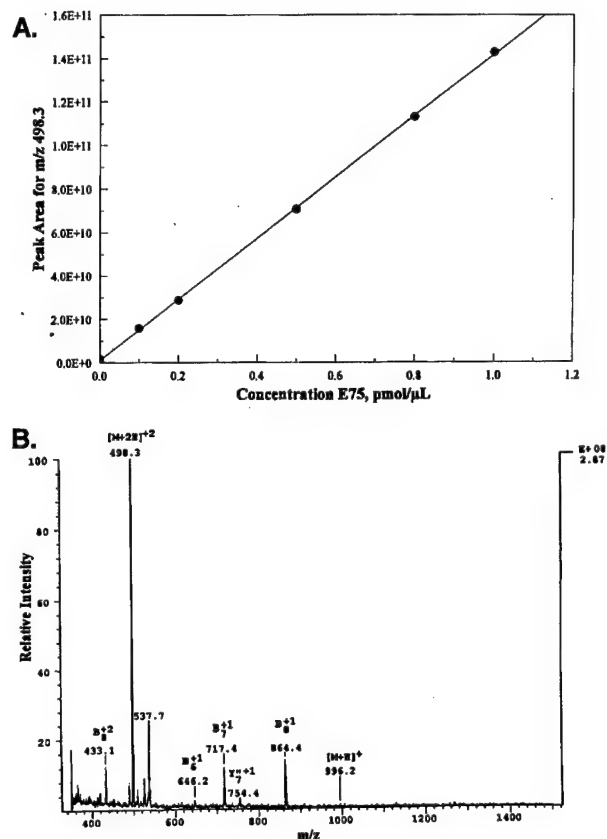 A.
1.6E+11
1.4E+11
1.2E+11
1.0E+11
8.0E+10
6.0E+10
4.0E+10
2.0E+10
0.0E+0
Peak Area for m/z 498.3
0.0 0.2 0.4 0.6 0.8 1.0 1.2
Concentration E75, pmol/μL
B.
[M+2H]+2
498.3
E+08
2.87
100
80
60
40
20
Relative Intensity
537.7
B8+2
433.1
B6+1
646.2
B7+1
717.4
Y"7+1
754.4
B8+1
864.4
[M+H]+
996.2
400 600 800 1000 1200 1400
m/z